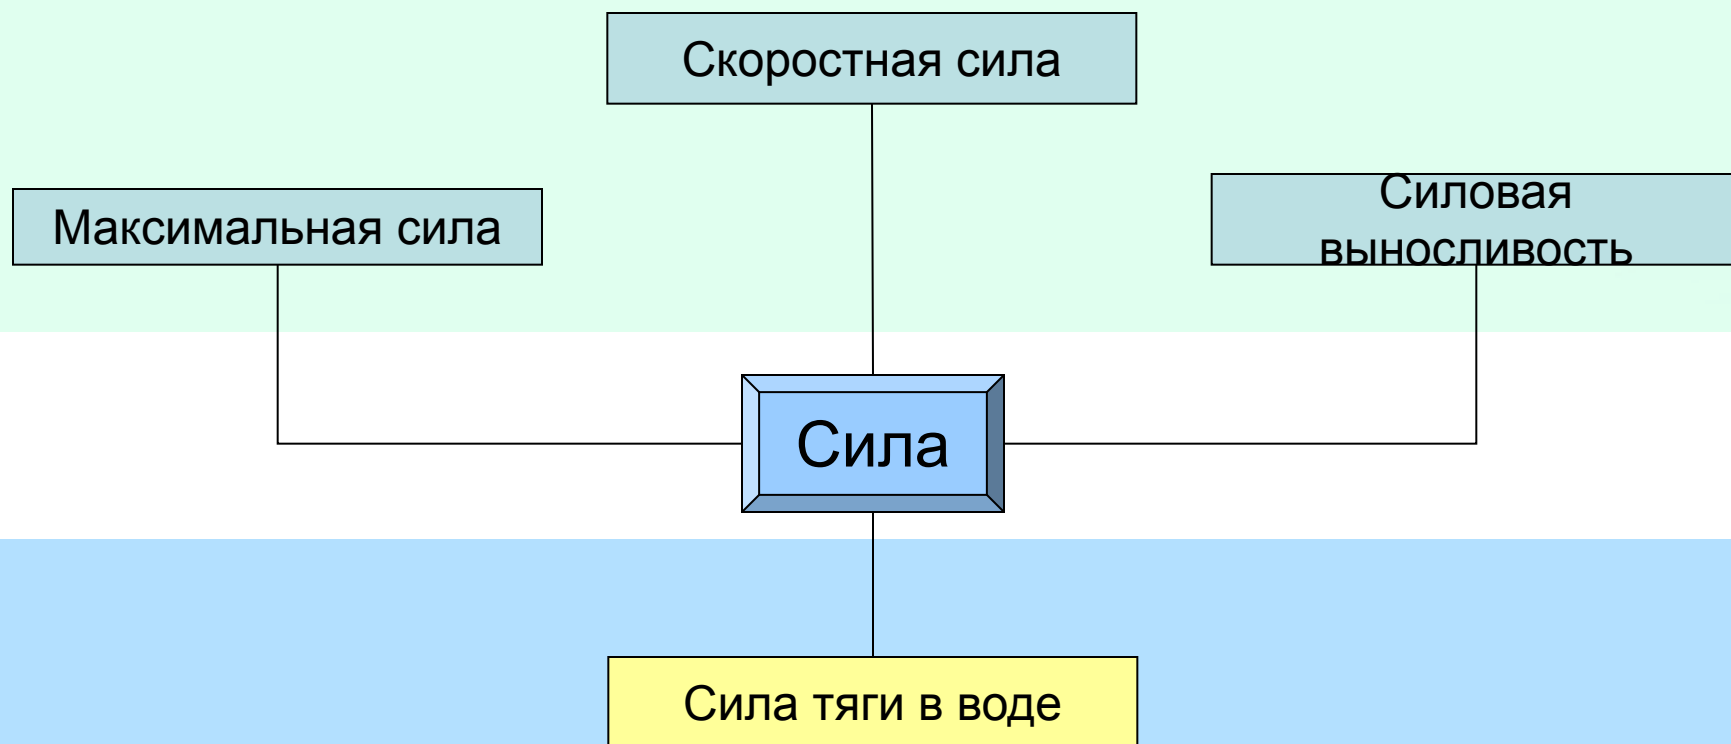 Скоростная сила
Максимальная сила
Силовая
выносливость
Сила
Сила тяги в воде